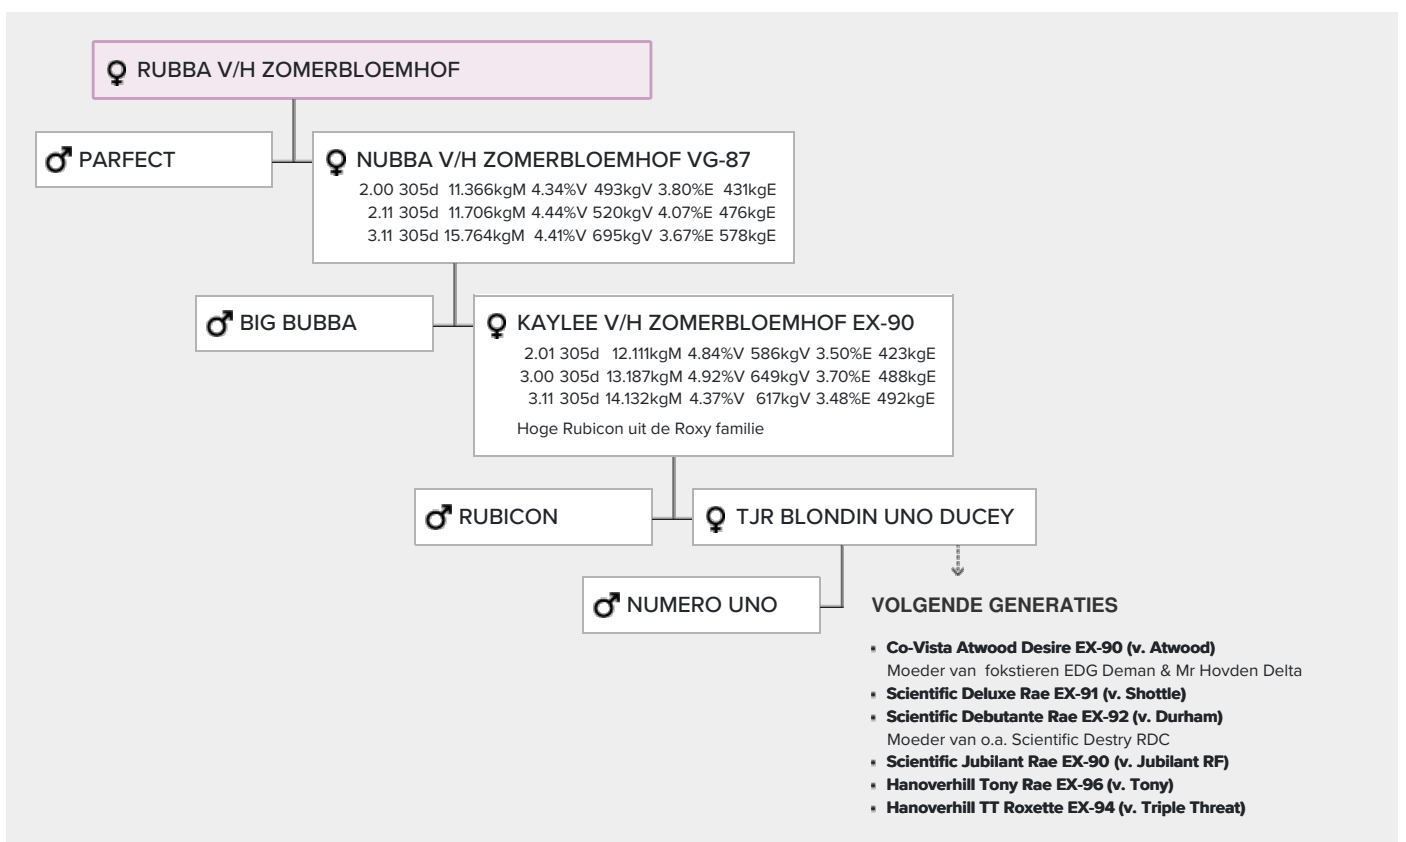 RUBBA V/H ZOMERBLOEMHOF
PARFECT
NUBBA V/H ZOMERBLOEMHOF VG-87
2.00 305d 11.366kgM 4.34%V 493kgV 3.80%E 431kgE
2.11 305d 11.706kgM 4.44%V 520kgV 4.07%E 476kgE
3.11 305d 15.764kgM 4.41%V 695kgV 3.67%E 578kgE
BIG BUBBA
KAYLEE V/H ZOMERBLOEMHOF EX-90
2.01 305d 12.111kgM 4.84%V 586kgV 3.50%E 423kgE
3.00 305d 13.187kgM 4.92%V 649kgV 3.70%E 488kgE
3.11 305d 14.132kgM 4.37%V 617kgV 3.48%E 492kgE
Hoge Rubicon uit de Roxy familie
RUBICON
TJR BLONDIN UNO DUCEY
NUMERO UNO
VOLGENDE GENERATIES
▪ Co-Vista Atwood Desire EX-90 (v. Atwood)
Moeder van fokstieren EDG Deman & Mr Hovden Delta
▪ Scientific Deluxe Rae EX-91 (v. Shottle)
▪ Scientific Debutante Rae EX-92 (v. Durham)
Moeder van o.a. Scientific Destry RDC
▪ Scientific Jubilant Rae EX-90 (v. Jubilant RF)
▪ Hanoverhill Tony Rae EX-96 (v. Tony)
▪ Hanoverhill TT Roxette EX-94 (v. Triple Threat)